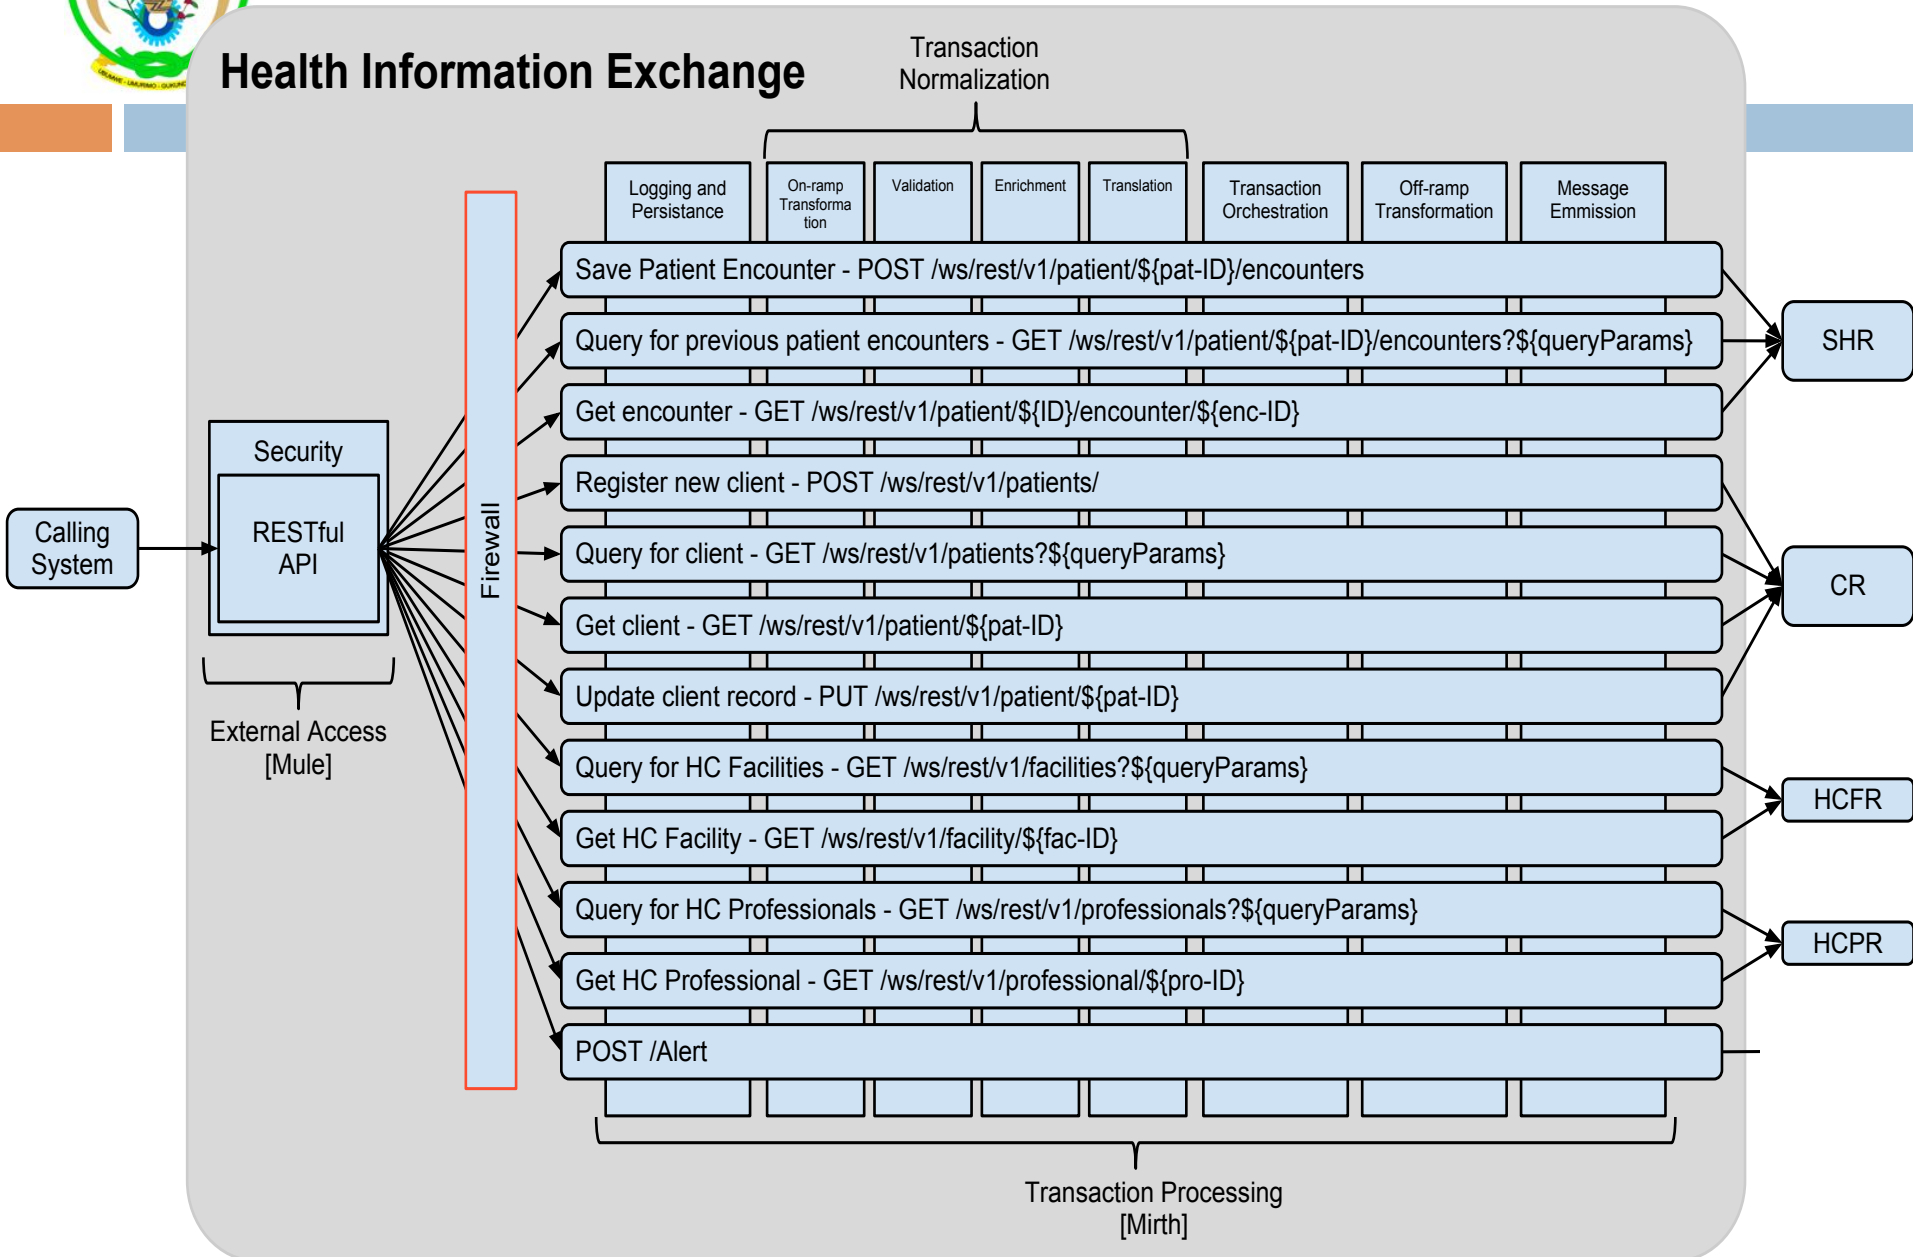 UBUMWE - UMURIMO - GUKUND
Health Information Exchange
Transaction
Normalization
Logging and
Persistance
On-ramp
Transforma
tion
Validation
Enrichment
Translation
Transaction
Orchestration
Off-ramp
Transformation
Message
Emmission
Save Patient Encounter - POST /ws/rest/v1/patient/${pat-ID}/encounters
Query for previous patient encounters - GET /ws/rest/v1/patient/${pat-ID}/encounters?${queryParams}
Get encounter - GET /ws/rest/v1/patient/${ID}/encounter/${enc-ID}
Register new client - POST /ws/rest/v1/patients/
Query for client - GET /ws/rest/v1/patients?${queryParams}
Get client - GET /ws/rest/v1/patient/${pat-ID}
Update client record - PUT /ws/rest/v1/patient/${pat-ID}
Query for HC Facilities - GET /ws/rest/v1/facilities?${queryParams}
Get HC Facility - GET /ws/rest/v1/facility/${fac-ID}
Query for HC Professionals - GET /ws/rest/v1/professionals?${queryParams}
Get HC Professional - GET /ws/rest/v1/professional/${pro-ID}
POST /Alert
SHR
CR
HCFR
HCPR
Calling
System
Security
RESTful
API
Firewall
External Access
[Mule]
Transaction Processing
[Mirth]